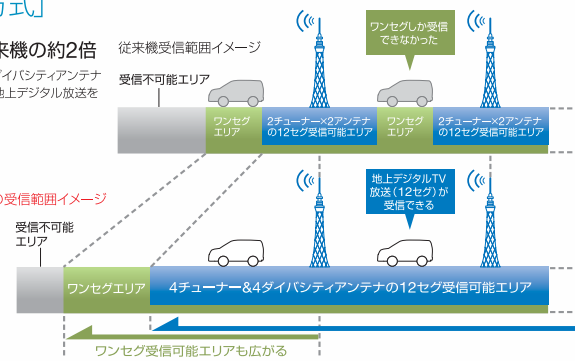 式」
来機の約2倍
従来機受信範囲イメージ
ダイバシティアンテナ
地上デジタル放送を
受信不可能エリア
ワンセグしか受信
できなかった
ワンセグ
エリア
2チューナー×2アンテナ
の12セグ受信可能エリア
ワンセグ
エリア
2チューナー×2アンテナ
の12セグ受信可能エリア
の受信範囲イメージ
受信不可能
エリア
地上デジタルTV
放送（12セグ）が
受信できる
ワンセグエリア
4チューナー&4ダイバシティアンテナの12セグ受信可能エリア
ワンセグ受信可能エリアも広がる